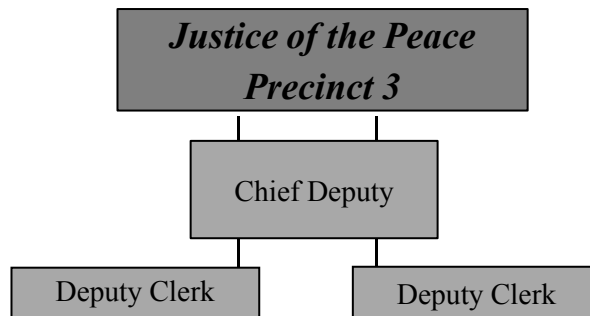 Justice of the Peace
Precinct 3
Chief Deputy
Deputy Clerk
Deputy Clerk